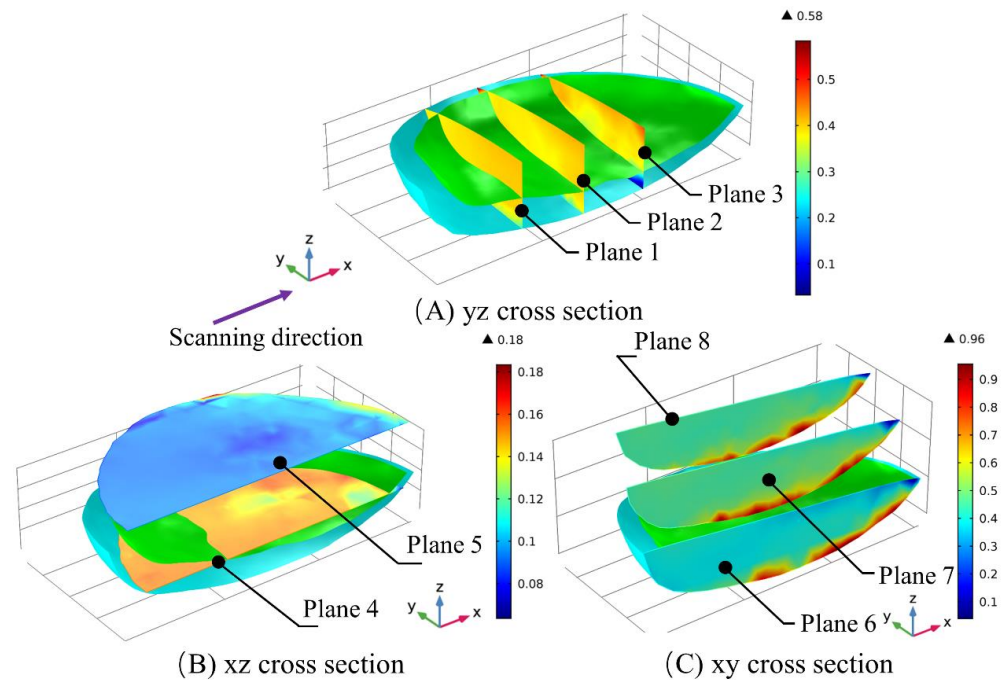 ▲ 0.58
0.5
0.4
0.3
0.2
0.1
Plane 3
Plane 2
Plane 1
z
y
x
Scanning direction
(A) yz cross section
▲ 0.18
0.18
0.16
0.14
0.12
0.1
0.08
Plane 5
Plane 4
z
y
x
(B) xz cross section
Plane 8
▲ 0.96
0.9
0.8
0.7
0.6
0.5
0.4
0.3
0.2
0.1
Plane 7
Plane 6
z
y
x
(C) xy cross section